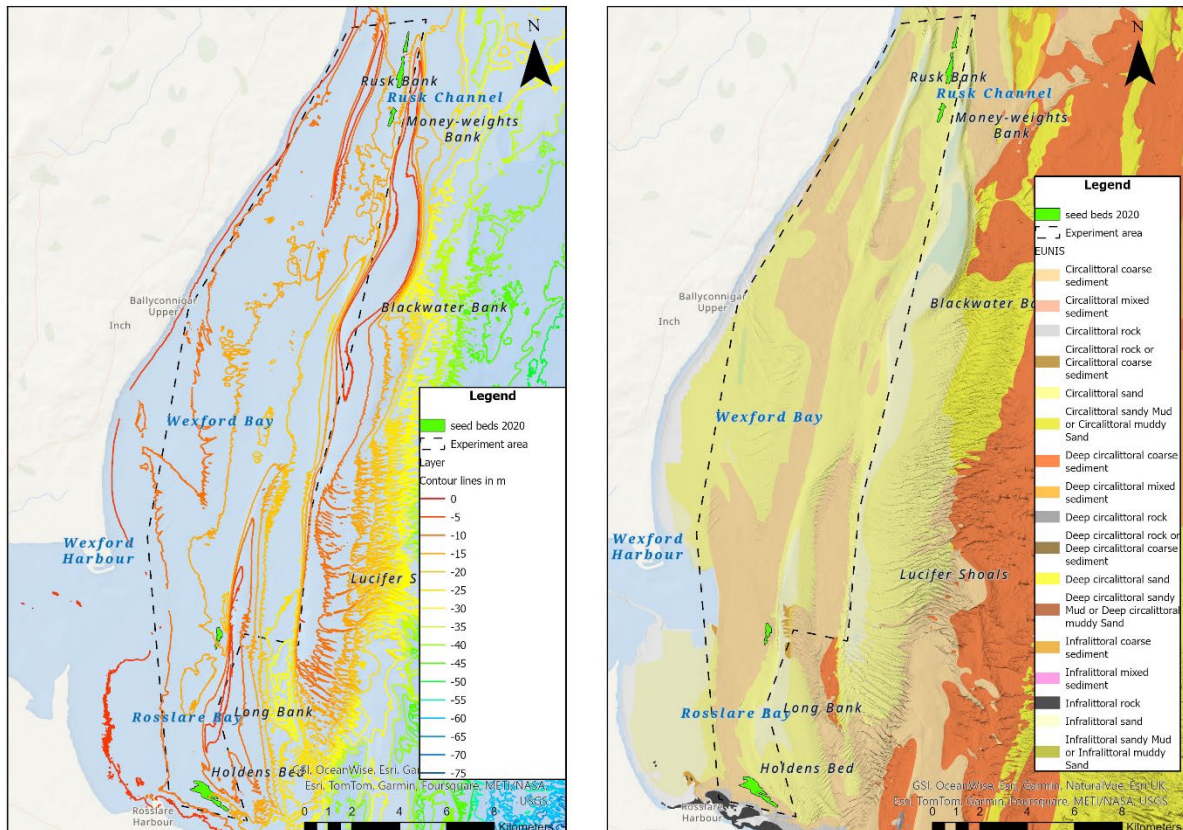 N
Rusk Bank
Rusk Channel
Money-weights
Bank
Blackwater Bank
Ballyconnigar
Upper
Inch
Wexford Bay
Wexford
Harbour
Lucifer S
Rosslare Bay
Long Bank
Holdens Bed
Rosslare
Harbour
Legend
seed beds 2020
Experiment area
Layer
Contour lines in m
0
-5
-10
-15
-20
-25
-30
-35
-40
-45
-50
-55
-60
-65
-70
-75
GSI, OceanWise, Esri, Gar
Esri, TomTom, Garmin, Foursquare, METI/NASA,
USGS
0 2 4 8
Kilometers
N
Rusk Bank
Rusk Channel
Money-weights
Bank
Blackwater Ba
Ballyconnigar
Upper
Inch
Wexford Bay
Wexford
Harbour
Lucifer Shoals
Rosslare Bay
Long Bank
Holdens Bed
Rosslare
Harbour
Legend
seed beds 2020
Experiment area
EUNIS
Circalittoral coarse
sediment
Circalittoral mixed
sediment
Circalittoral rock
Circalittoral rock or
Circalittoral coarse
sediment
Circalittoral sand
Circalittoral sandy Mud
or Circalittoral muddy
Sand
Deep circalittoral coarse
sediment
Deep circalittoral mixed
sediment
Deep circalittoral rock
Deep circalittoral rock or
Deep circalittoral coarse
sediment
Deep circalittoral sand
Deep circalittoral sandy
Mud or Deep circalittoral
muddy Sand
Infralittoral coarse
sediment
Infralittoral mixed
sediment
Infralittoral rock
Infralittoral sand
Infralittoral sandy Mud
or Infralittoral muddy
Sand
GSI, OceanWise, Esri, Garmin, NaturalVue, Esri UK,
Esri, TomTom, Garmin, Foursquare, METI/NASA, USGS
0 1 2 4 6 8
Kilometers